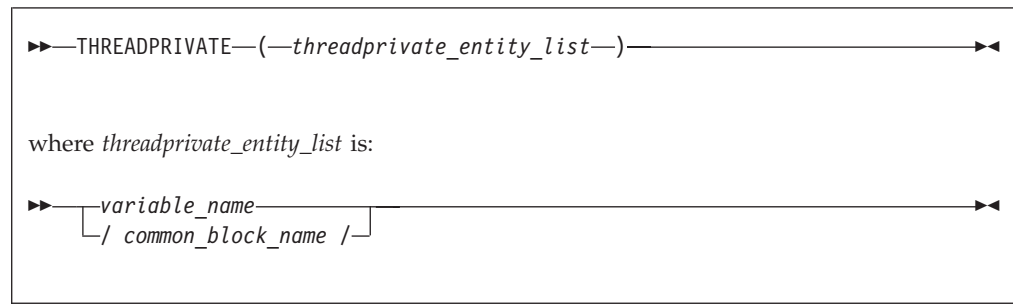 THREADPRIVATE ( threadprivate_entity_list )
where threadprivate_entity_list is:
variable_name
/ common_block_name /